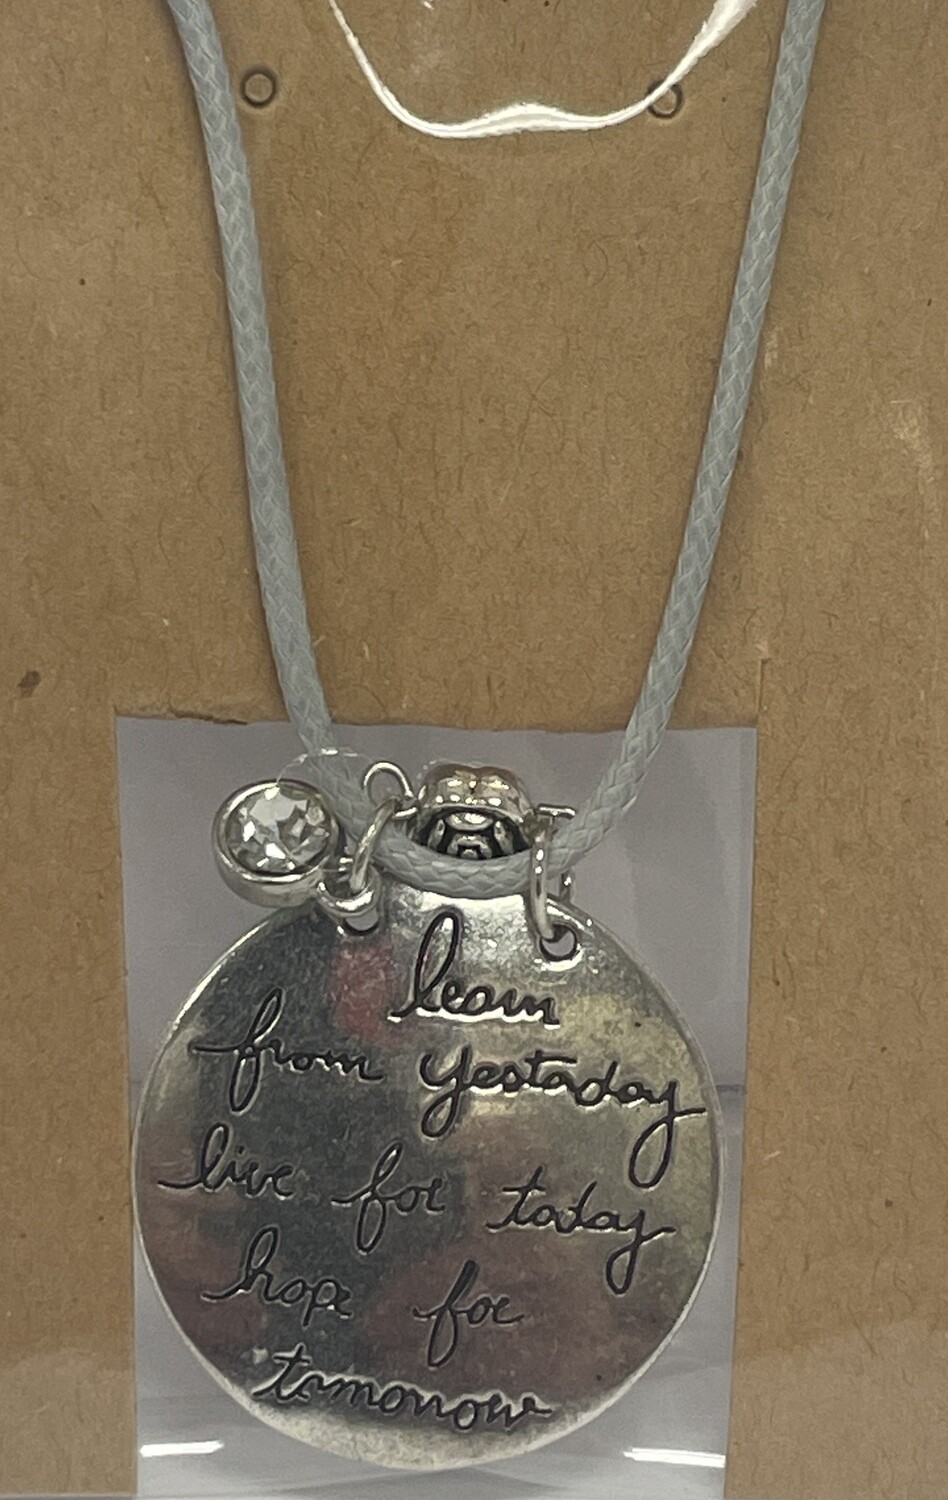 learn
from yesterday
live for today
hope for
tomorrow